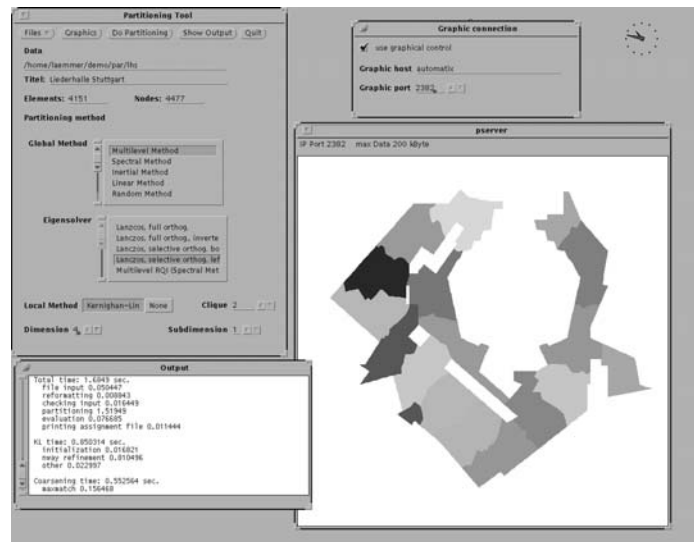 Partitioning Tool
Files Graphics Do Partitioning Show Output Quit
Data
/home/laemmer/demo/par/lhs
Titel: Liederhalle Stuttgart
Elements: 4151 Nodes: 4477
Partitioning method
Global Method
Multilevel Method
Spectral Method
Inertial Method
Linear Method
Random Method
Eigensolver
Lanczos, full orthog.
Lanczos, full orthog., inverte
Lanczos, selective orthog. bo
Lanczos, selective orthog. lef
Multilevel RQI (Spectral Met
Local Method Kernighan-Lin None Clique 2
Dimension 4 Subdimension 1
Output
Total time: 1.6849 sec.
file input 0.050447
reformatting 0.008843
checking input 0.016449
partitioning 1.51949
evaluation 0.076685
printing assignment file 0.011444
KL time: 0.850314 sec.
initialization 0.016821
nway refinement 0.810496
other 0.022997
Coarsening time: 0.552564 sec.
maxmatch 0.156468
Graphic connection
use graphical control
Graphic host automatic
Graphic port 2382
pserver
IP Port 2382 max Data 200 kByte